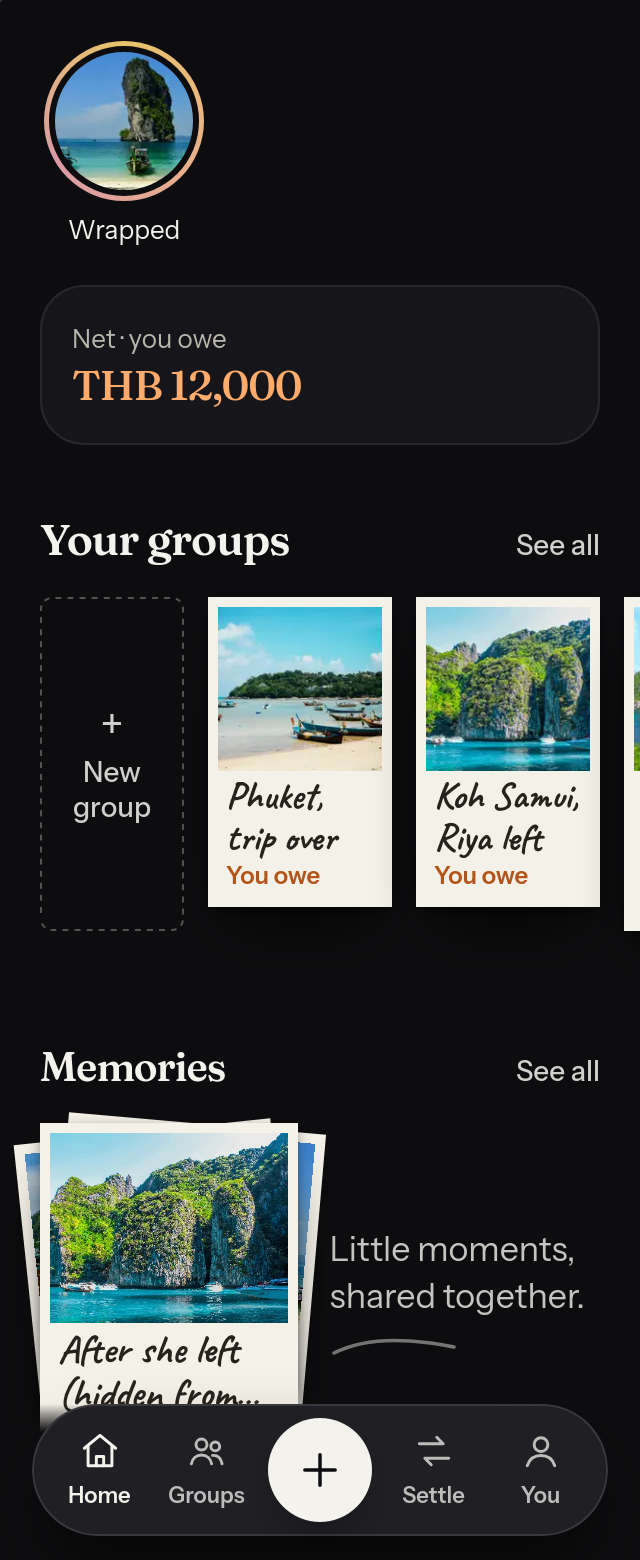 Wrapped
Net · you owe
THB 12,000
Your groups
See all
+
New
group
Phuket,
trip over
You owe
Koh Samui,
Riya left
You owe
Memories
See all
Little moments,
shared together.
After she left
(hidden from...
Home
Groups
+
Settle
You